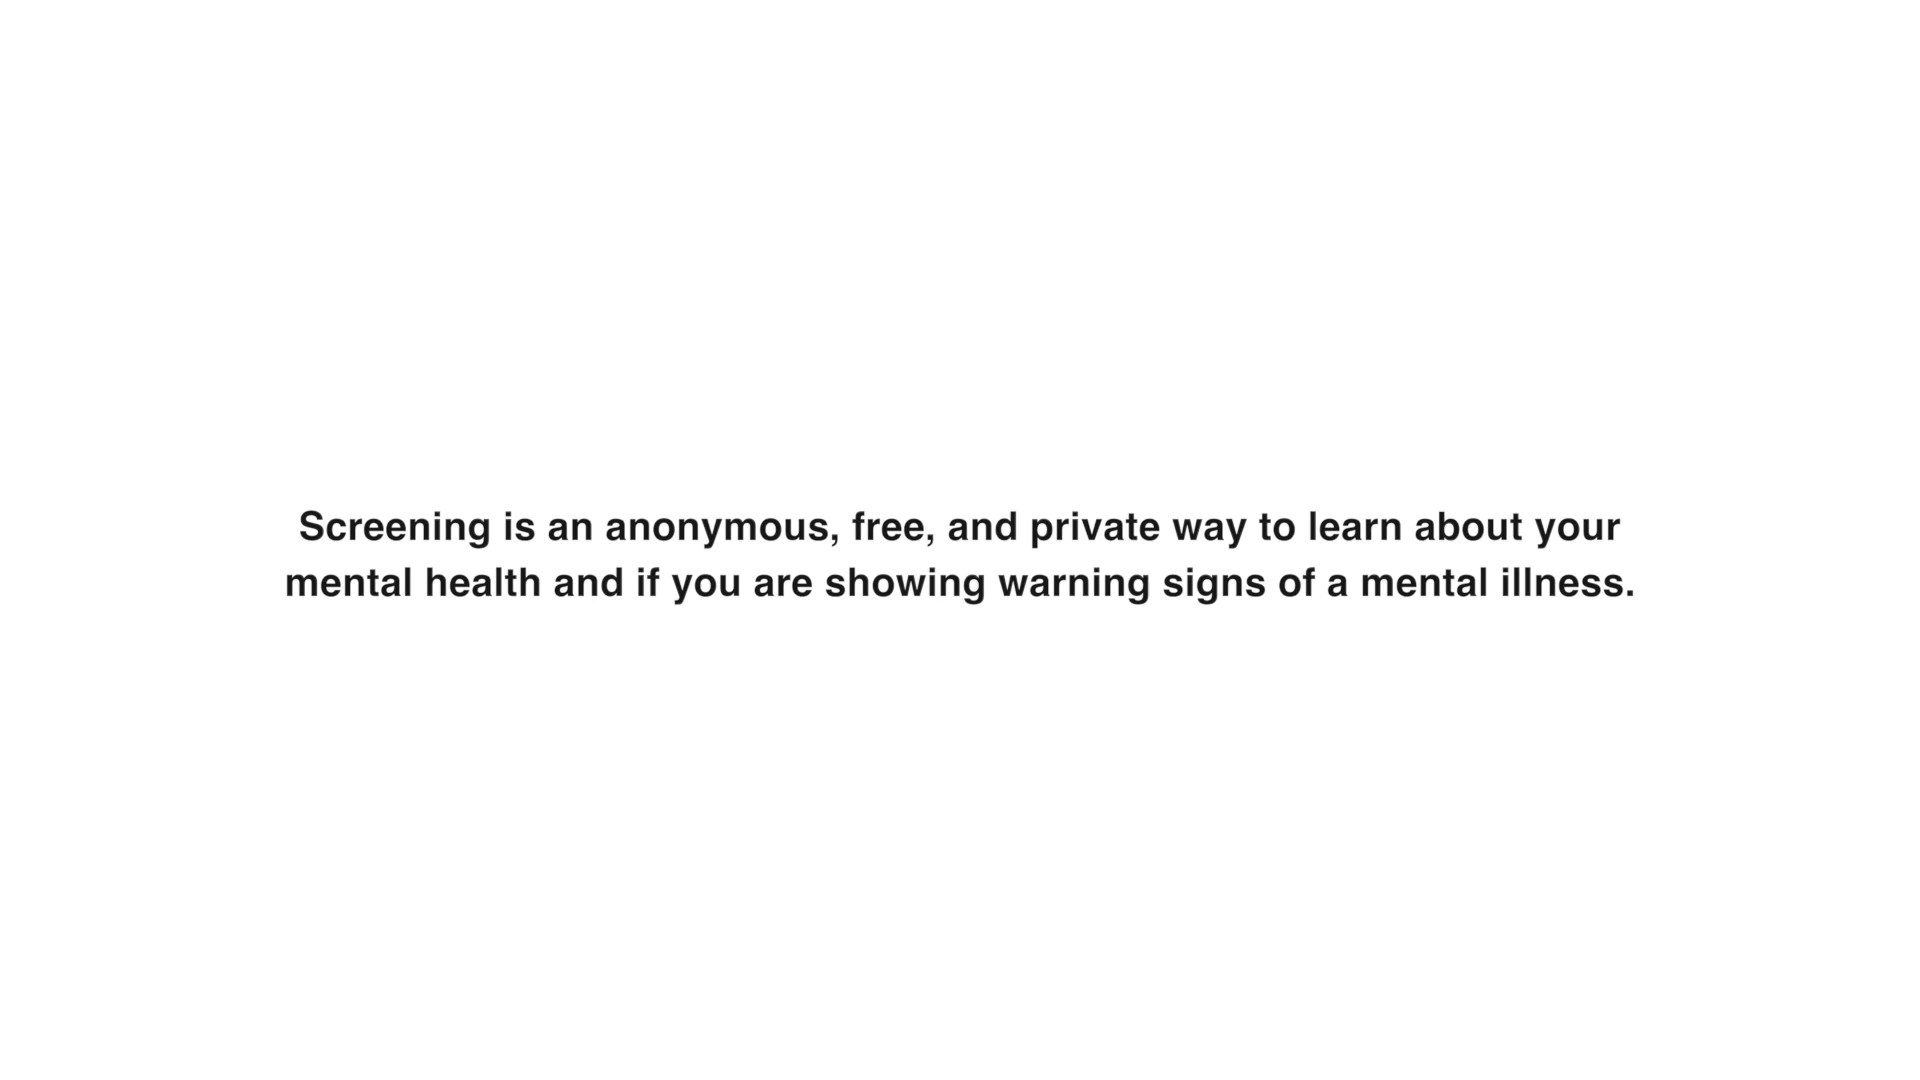 Screening is an anonymous, free, and private way to learn about your
mental health and if you are showing warning signs of a mental illness.